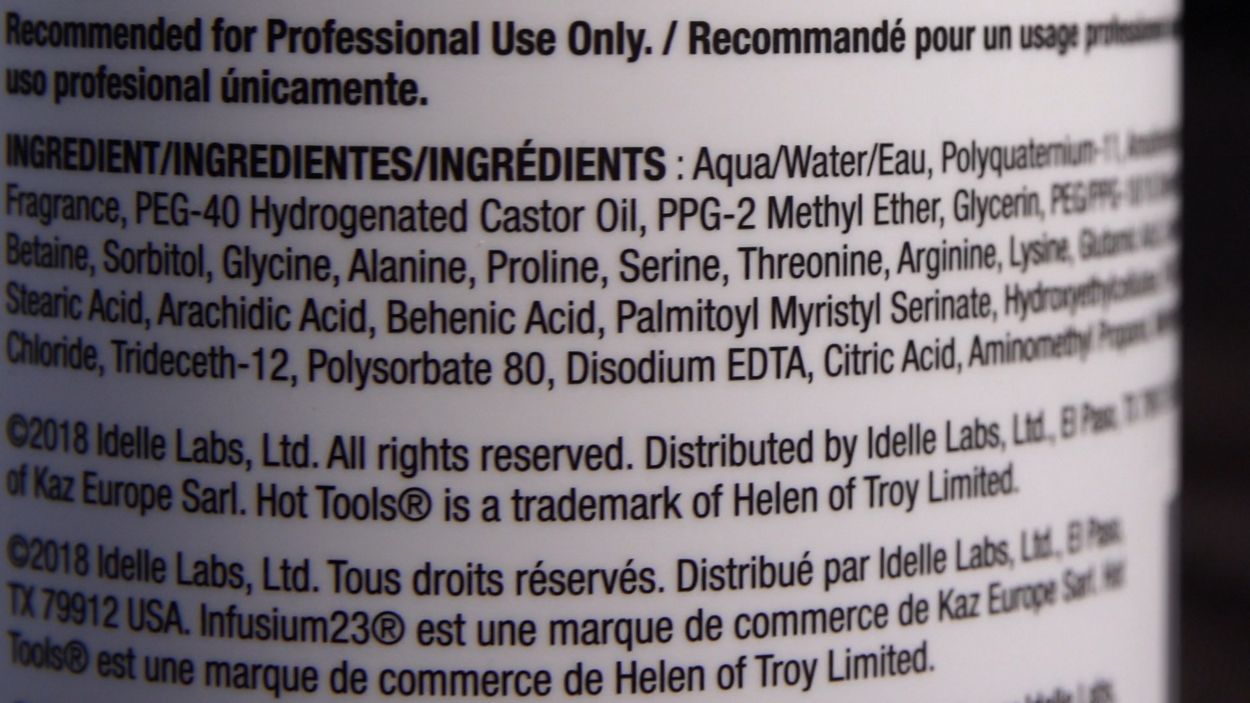 Recommended for Professional Use Only. / Recommandé pour un usage professionnel
uso profesional únicamente.
INGREDIENT/INGREDIENTES/INGRÉDIENTS : Aqua/Water/Eau, Polyquaternium-11,
Fragrance, PEG-40 Hydrogenated Castor Oil, PPG-2 Methyl Ether, Glycerin,
Betaine, Sorbitol, Glycine, Alanine, Proline, Serine, Threonine, Arginine, Lysine, Glutamic Acid,
Stearic Acid, Arachidic Acid, Behenic Acid, Palmitoyl Myristyl Serinate,
Chloride, Trideceth-12, Polysorbate 80, Disodium EDTA, Citric Acid, Aminomethyl
©2018 Idelle Labs, Ltd. All rights reserved. Distributed by Idelle Labs, Ltd., El Paso,
of Kaz Europe Sarl. Hot Tools® is a trademark of Helen of Troy Limited.
©2018 Idelle Labs, Ltd. Tous droits réservés. Distribué par Idelle Labs, Ltd., El Paso,
TX 79912 USA. Infusium23® est une marque de commerce de Kaz Europe Sarl. Hot
Tools® est une marque de commerce de Helen of Troy Limited.